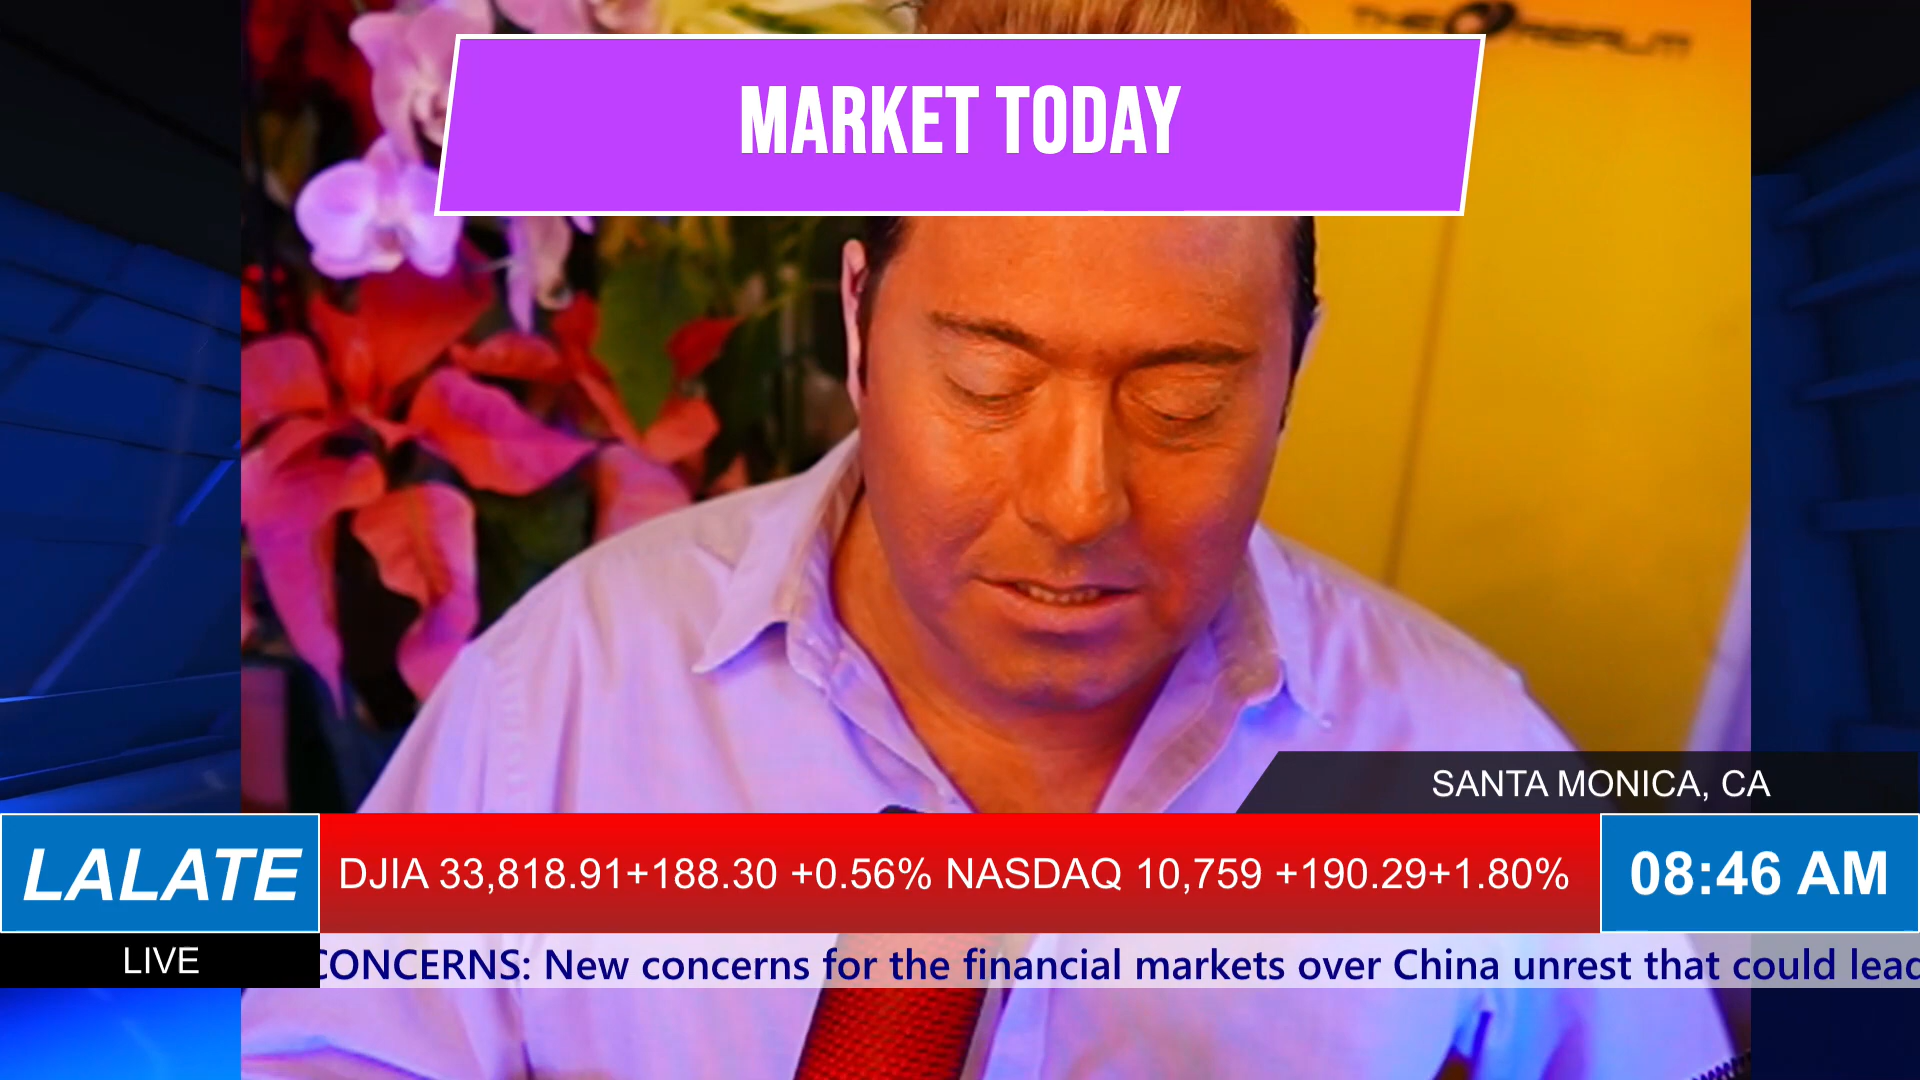 MARKET TODAY
SANTA MONICA, CA
LALATE
DJIA 33,818.91+188.30 +0.56% NASDAQ 10,759 +190.29+1.80%
08:46 AM
LIVE
CONCERNS: New concerns for the financial markets over China unrest that could lead